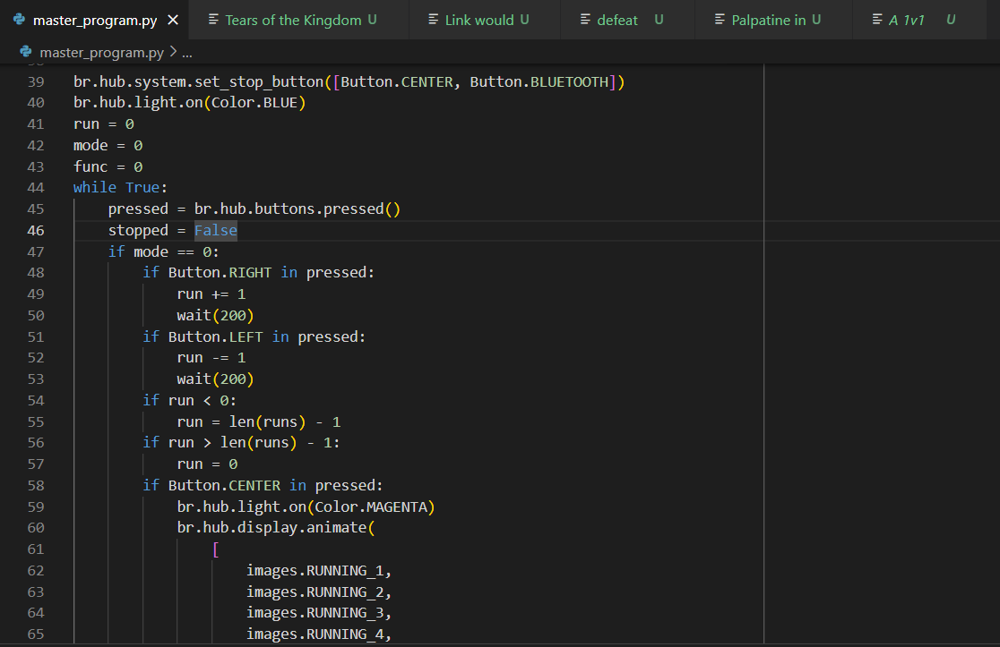 master_program.py × Tears of the Kingdom U Link would U defeat U Palpatine in U A 1v1 U
master_program.py > ...
38
39 br.hub.system.set_stop_button([Button.CENTER, Button.BLUETOOTH])
40 br.hub.light.on(Color.BLUE)
41 run = 0
42 mode = 0
43 func = 0
44 while True:
45     pressed = br.hub.buttons.pressed()
46     stopped = False
47     if mode == 0:
48         if Button.RIGHT in pressed:
49             run += 1
50             wait(200)
51         if Button.LEFT in pressed:
52             run -= 1
53             wait(200)
54         if run < 0:
55             run = len(runs) - 1
56         if run > len(runs) - 1:
57             run = 0
58         if Button.CENTER in pressed:
59             br.hub.light.on(Color.MAGENTA)
60             br.hub.display.animate(
61                 [
62                     images.RUNNING_1,
63                     images.RUNNING_2,
64                     images.RUNNING_3,
65                     images.RUNNING_4,